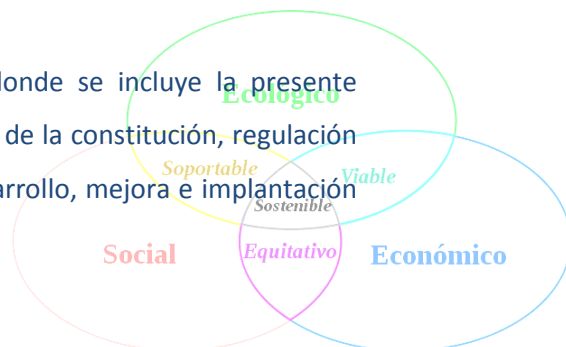 donde se incluye la presente
Ecológico
de la constitución, regulación
Soportable
Viable
arrollo, mejora e implantación
Sostenible
Social
Equitativo
Económico